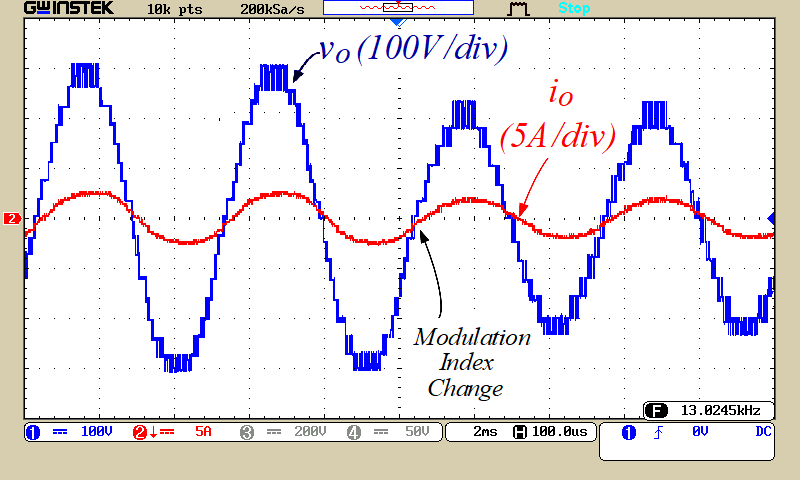 GWINSTEK 10k pts 200kSa/s Stop
vo (100V/div)
io
(5A/div)
2
Modulation
Index
Change
F 13.0245kHz
1 100V 2 5A 3 200V 4 50V 2ms H 100.0us 1 0V DC